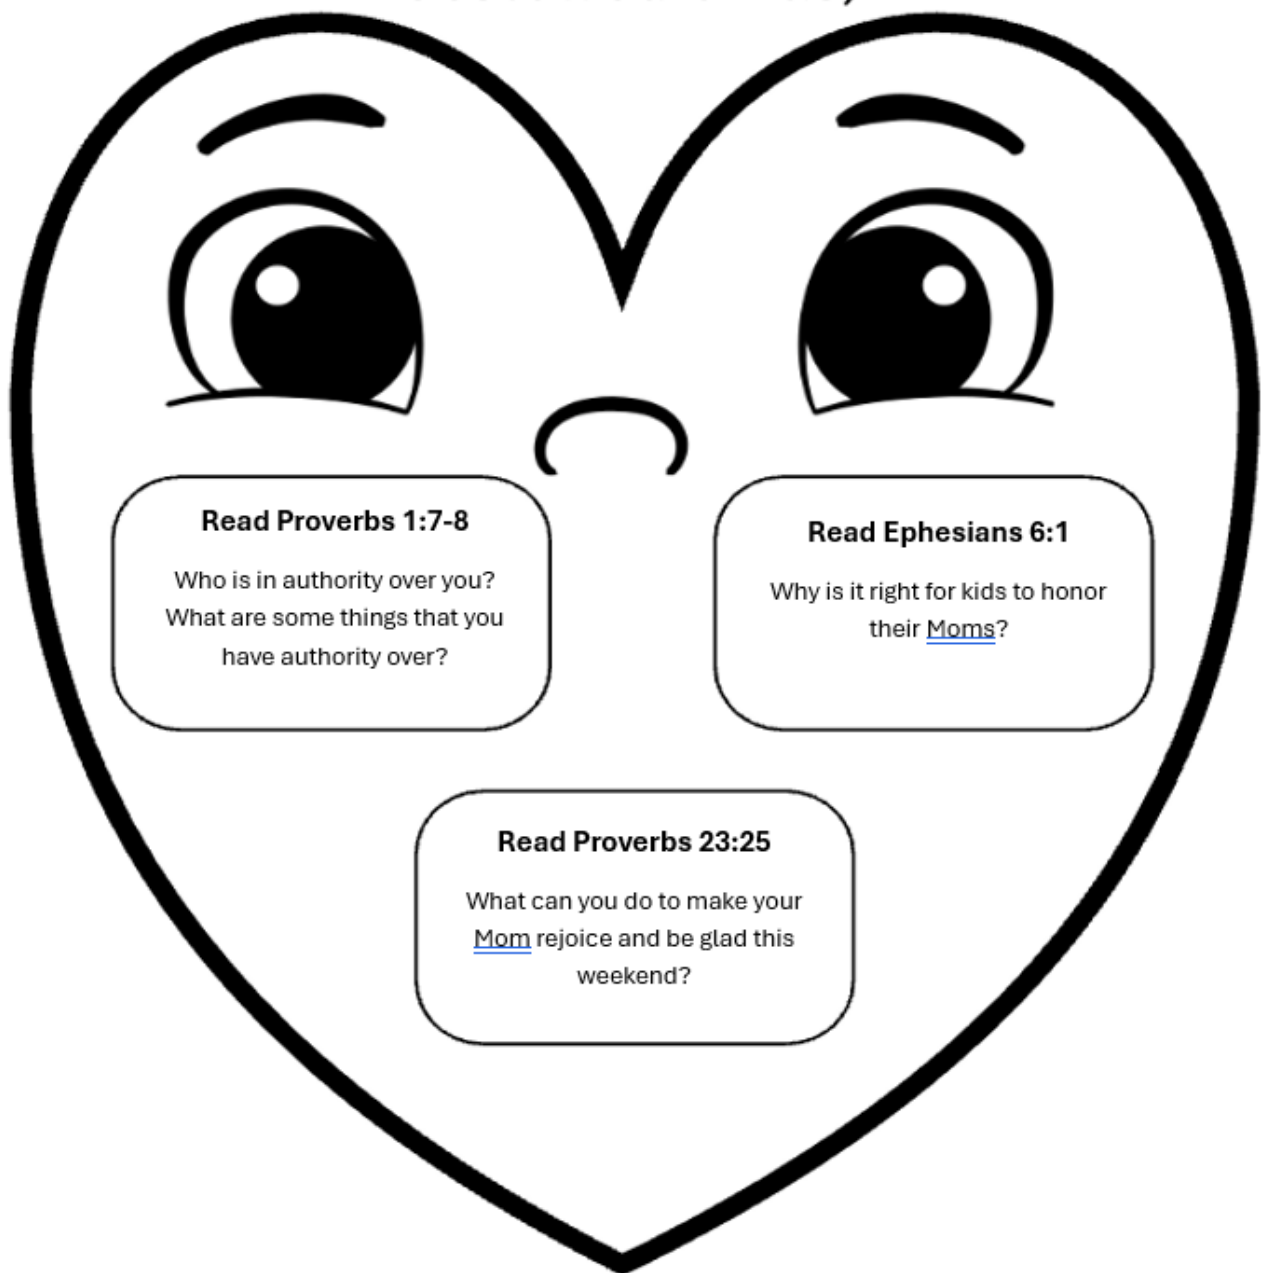 Read Proverbs 1:7-8
Who is in authority over you?
What are some things that you
have authority over?
Read Ephesians 6:1
Why is it right for kids to honor
their Moms?
Read Proverbs 23:25
What can you do to make your
Mom rejoice and be glad this
weekend?